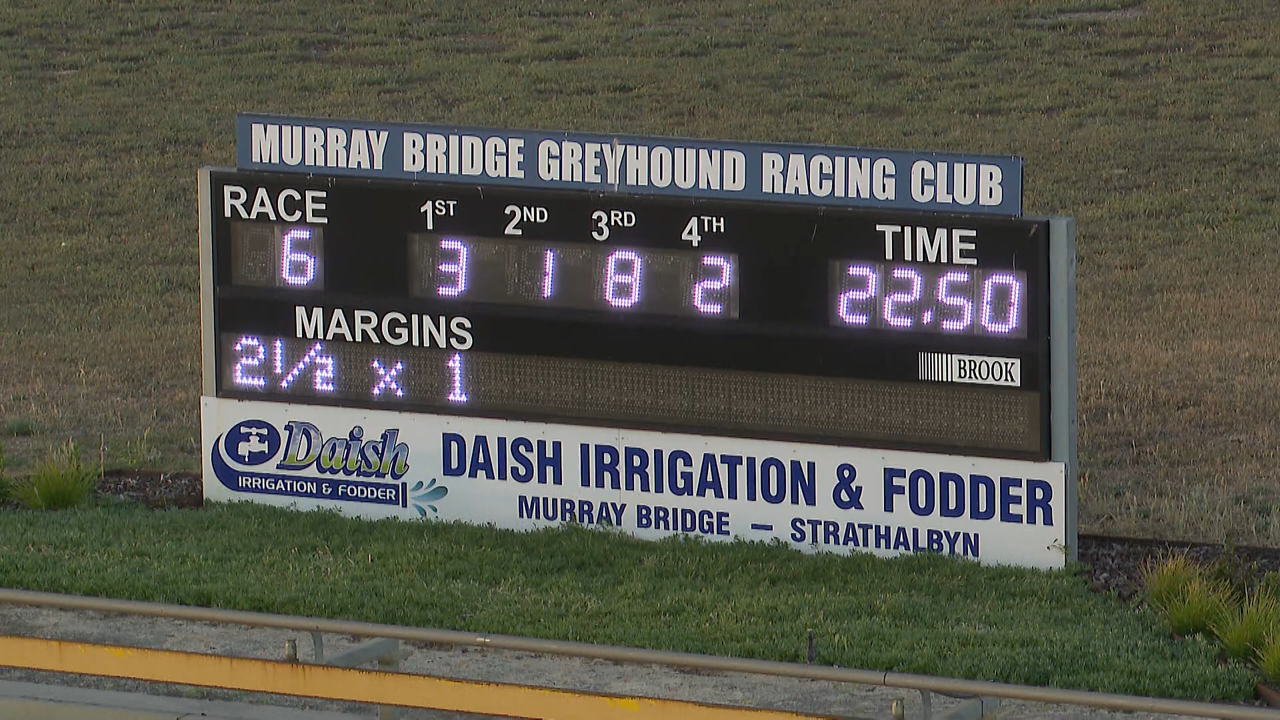 MURRAY BRIDGE GREYHOUND RACING CLUB
RACE 1ST 2ND 3RD 4TH TIME
6 3 1 8 2 22.50
MARGINS
2 1/2 x 1
BROOK
Daish
IRRIGATION & FODDER
DAISH IRRIGATION & FODDER
MURRAY BRIDGE – STRATHALBYN